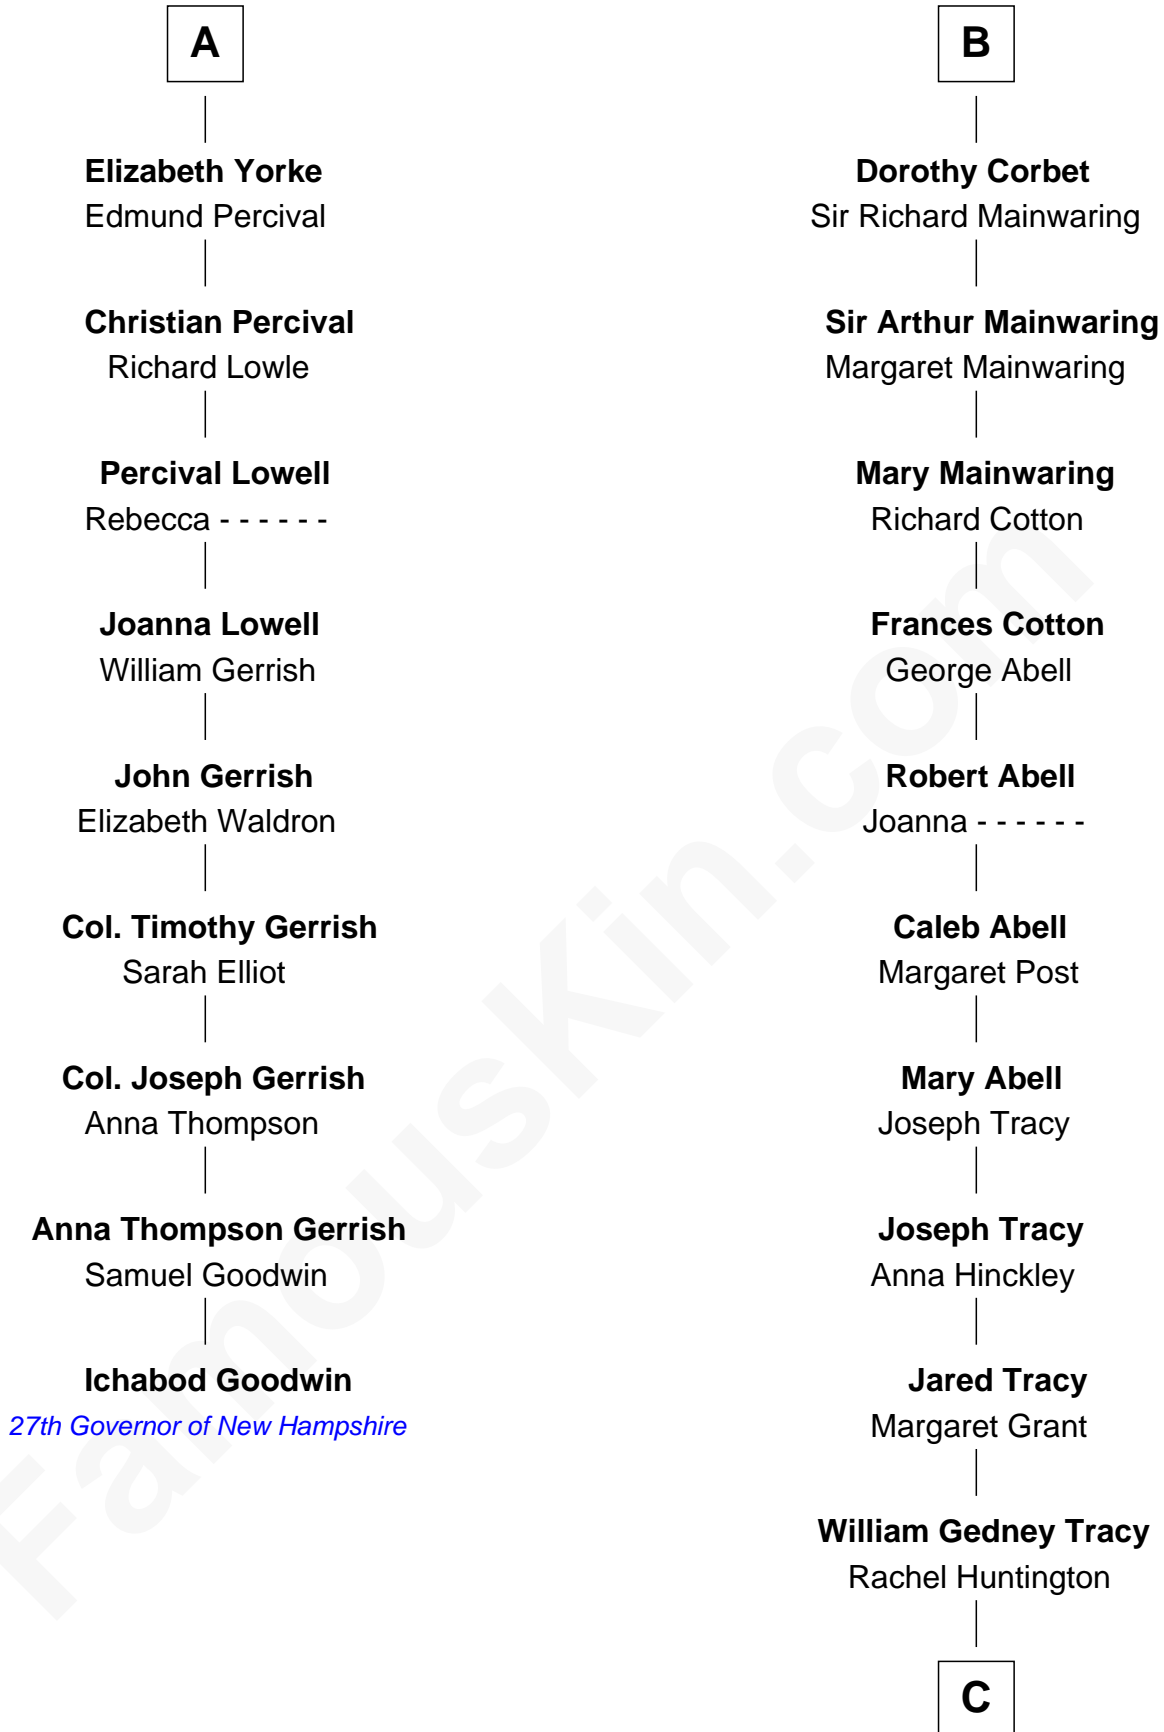 A
Elizabeth Yorke
Edmund Percival
Christian Percival
Richard Lowle
Percival Lowell
Rebecca - - - - - -
Joanna Lowell
William Gerrish
John Gerrish
Elizabeth Waldron
Col. Timothy Gerrish
Sarah Elliot
Col. Joseph Gerrish
Anna Thompson
Anna Thompson Gerrish
Samuel Goodwin
Ichabod Goodwin
27th Governor of New Hampshire
B
Dorothy Corbet
Sir Richard Mainwaring
Sir Arthur Mainwaring
Margaret Mainwaring
Mary Mainwaring
Richard Cotton
Frances Cotton
George Abell
Robert Abell
Joanna - - - - - -
Caleb Abell
Margaret Post
Mary Abell
Joseph Tracy
Joseph Tracy
Anna Hinckley
Jared Tracy
Margaret Grant
William Gedney Tracy
Rachel Huntington
C
FamousKin.com